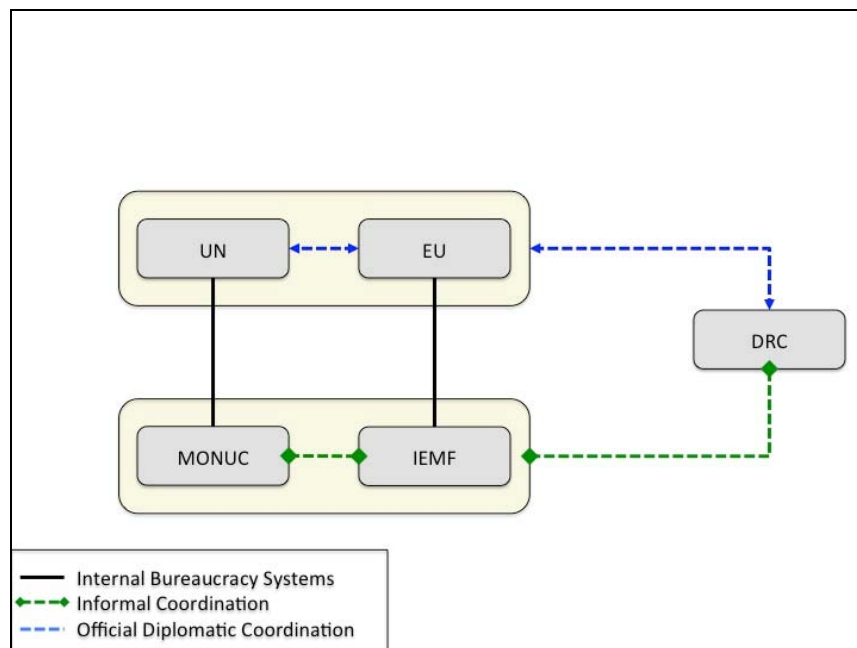 UN
EU
DRC
MONUC
IEMF
Internal Bureaucracy Systems
Informal Coordination
Official Diplomatic Coordination